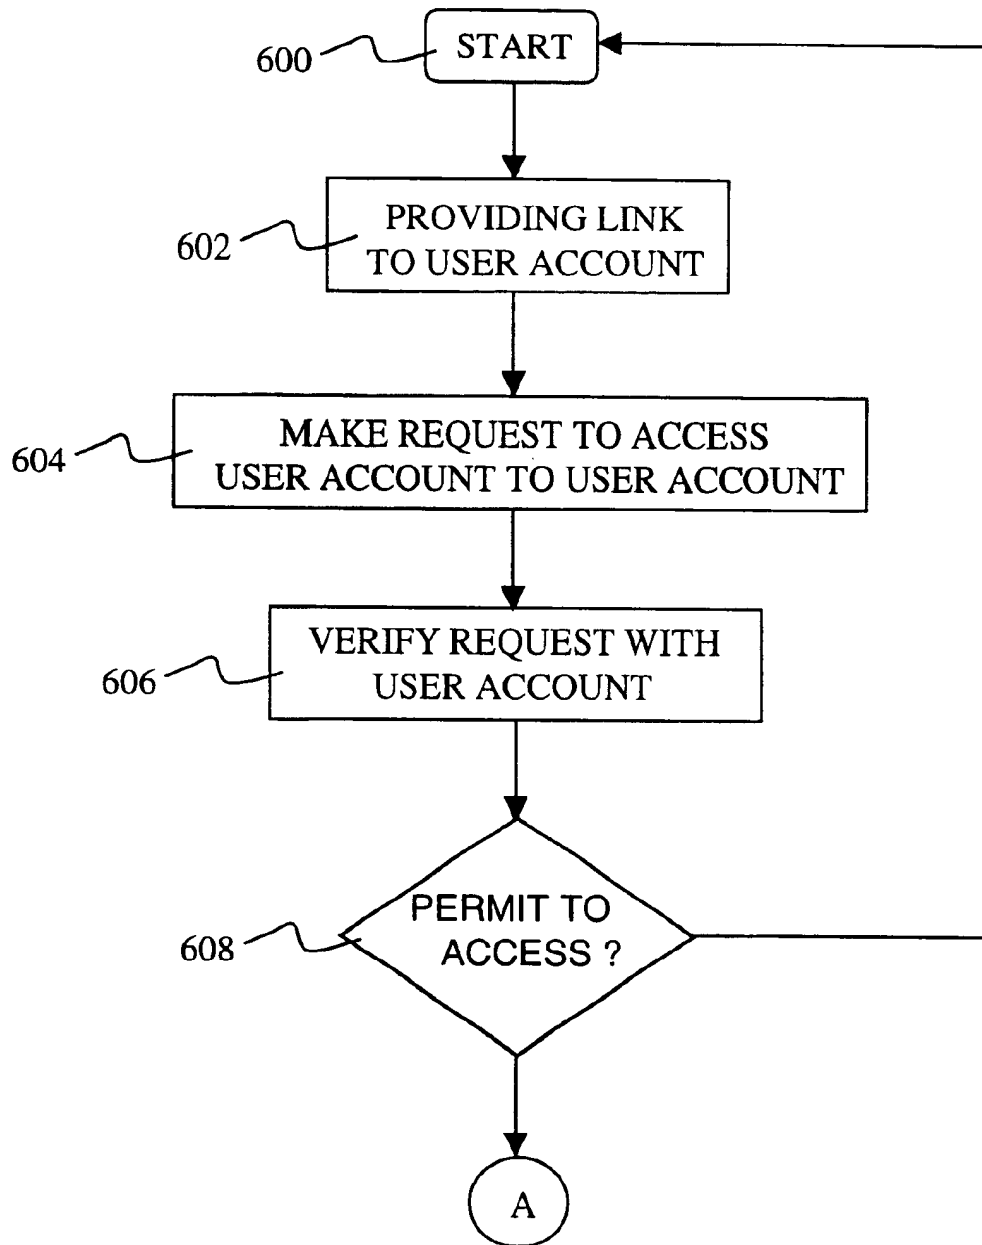 600
START
602
PROVIDING LINK
TO USER ACCOUNT
604
MAKE REQUEST TO ACCESS
USER ACCOUNT TO USER ACCOUNT
606
VERIFY REQUEST WITH
USER ACCOUNT
608
PERMIT TO
ACCESS ?
A